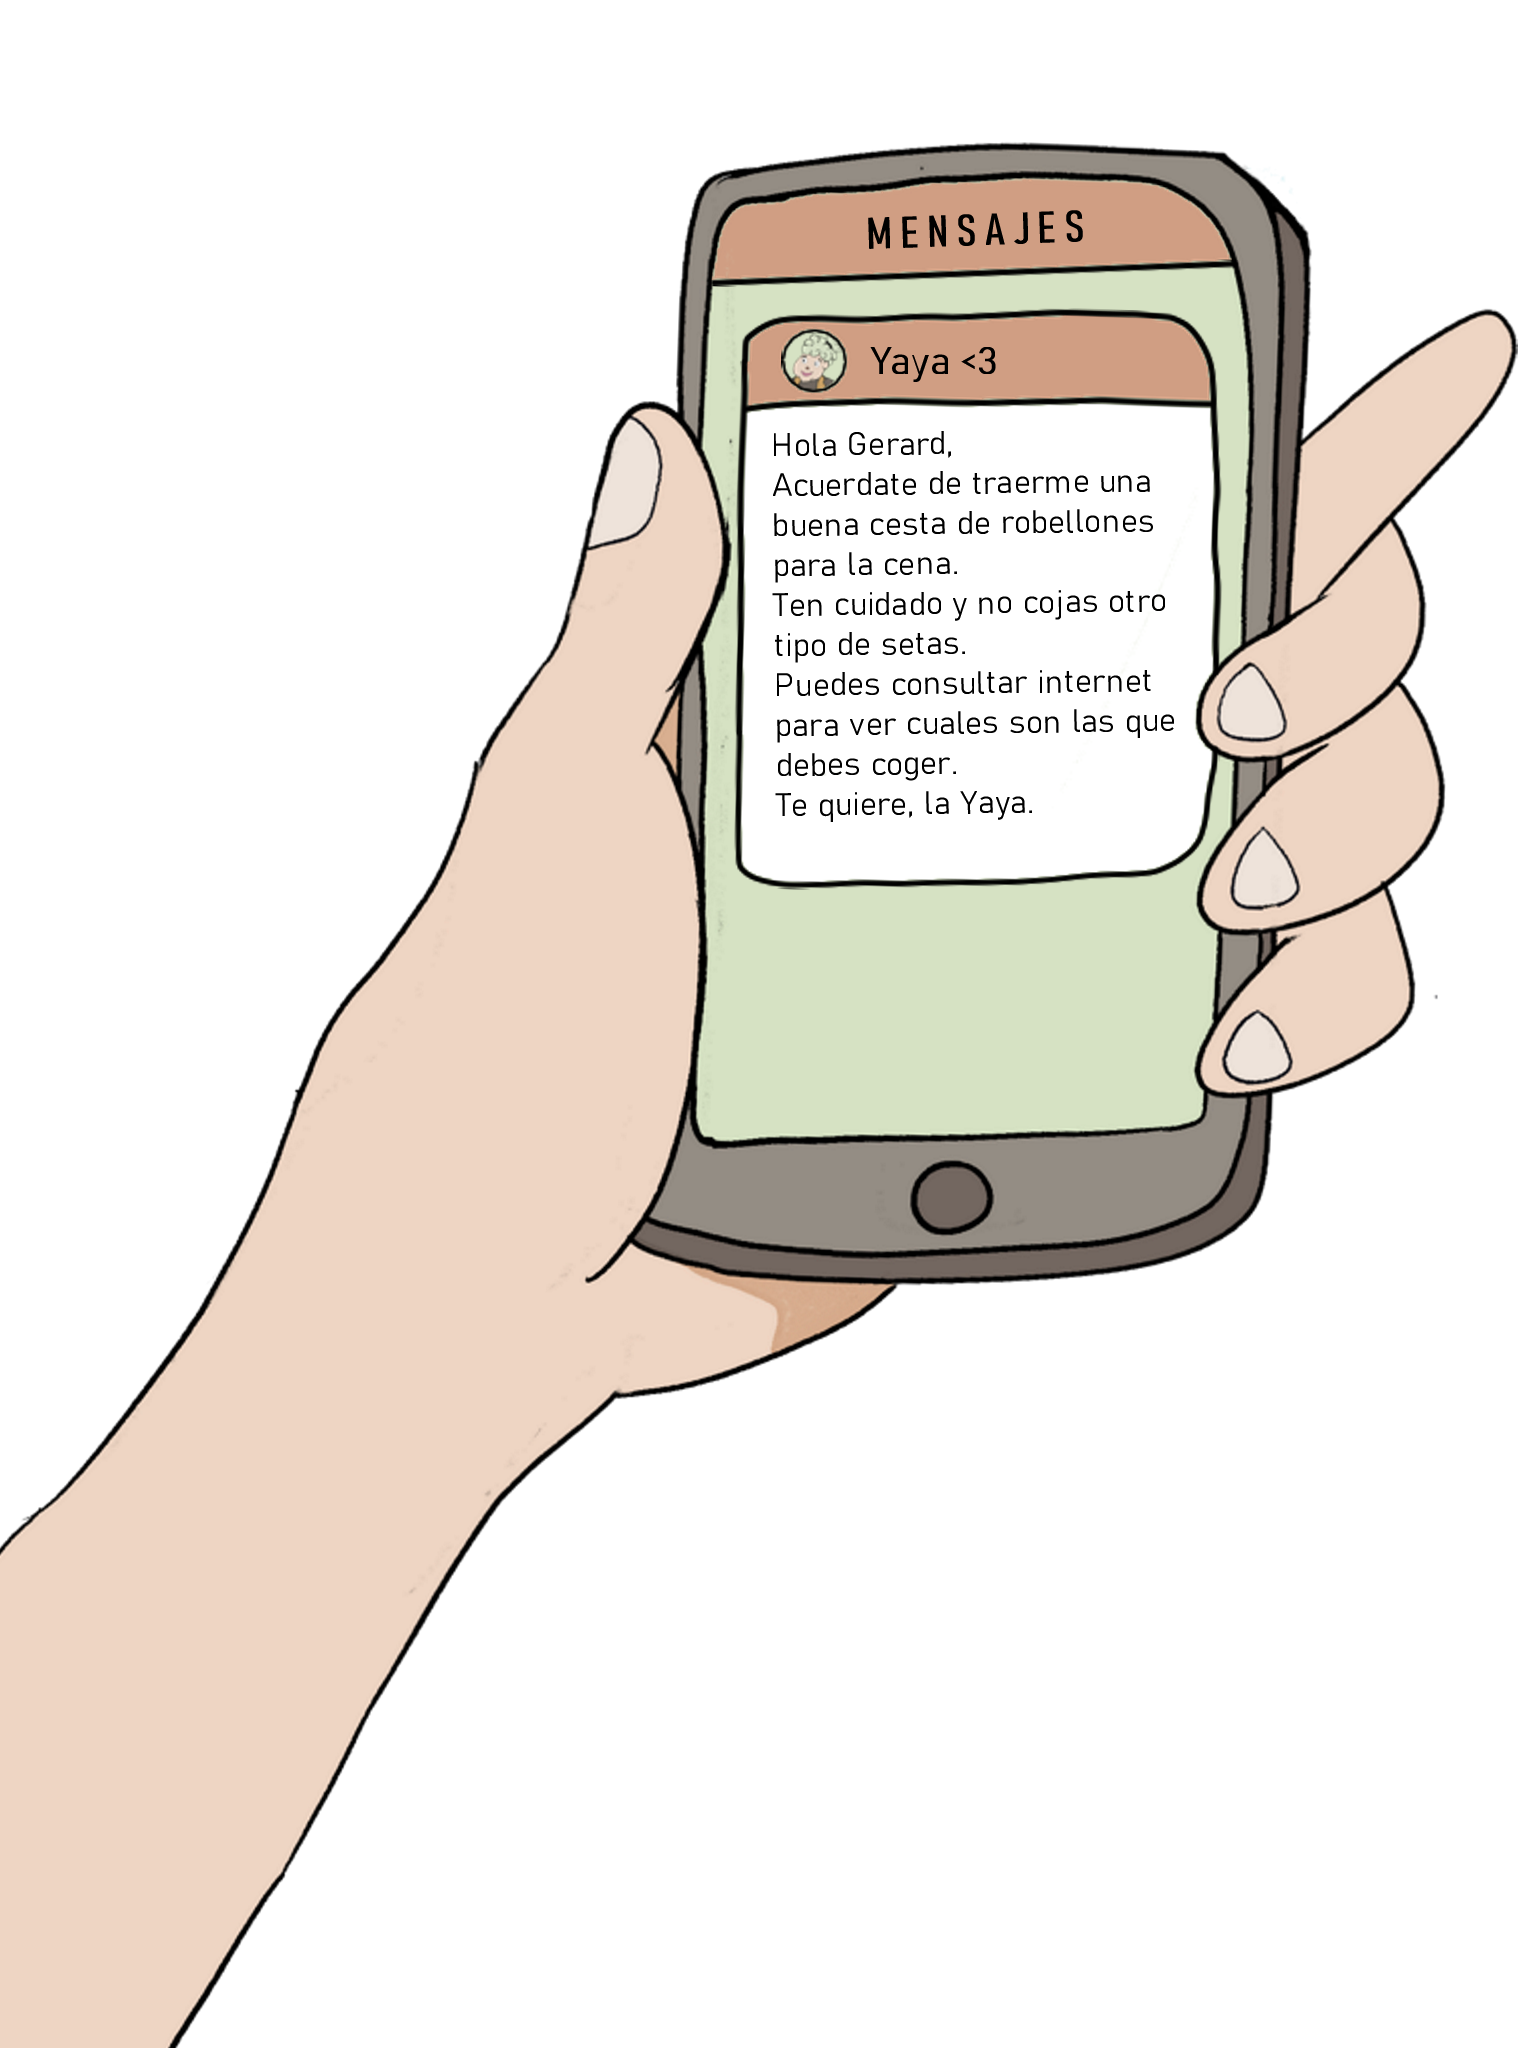 MENSAJES
Yaya <3
Hola Gerard,
Acuerdate de traerme una
buena cesta de robellones
para la cena.
Ten cuidado y no cojas otro
tipo de setas.
Puedes consultar internet
para ver cuales son las que
debes coger.
Te quiere, la Yaya.